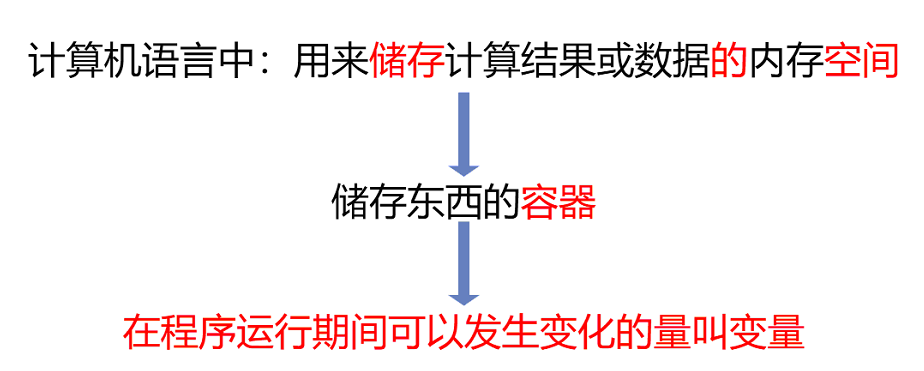 计算机语言中：用来储存计算结果或数据的内存空间
储存东西的容器
在程序运行期间可以发生变化的量叫变量